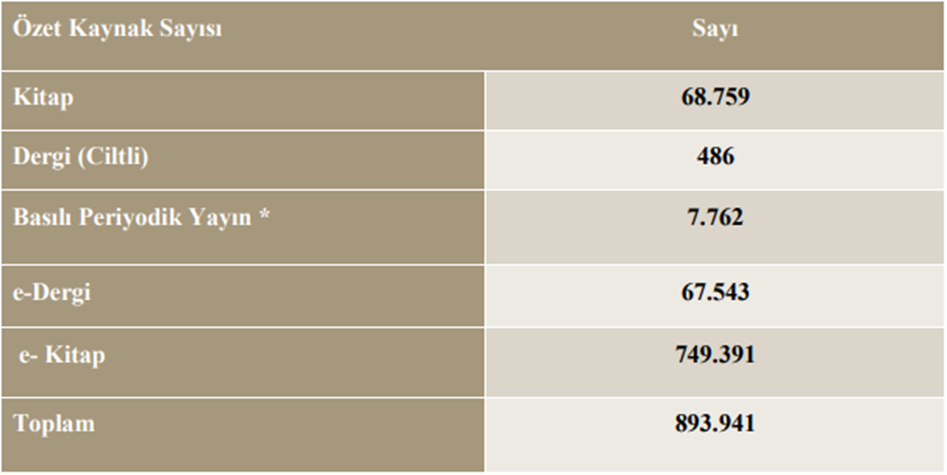 Özet Kaynak Sayısı Sayı
Kitap 68.759
Dergi (Ciltli) 486
Basılı Periyodik Yayın * 7.762
e-Dergi 67.543
e- Kitap 749.391
Toplam 893.941